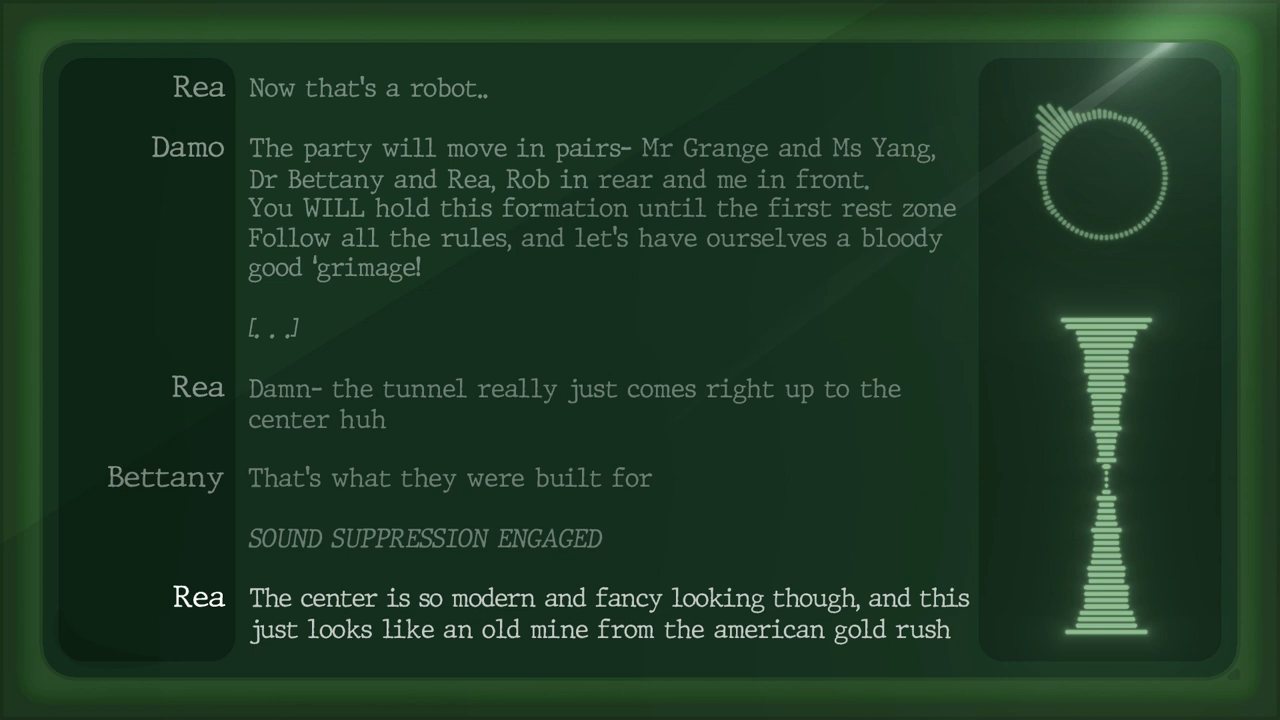 Rea Now that's a robot..
Damo The party will move in pairs- Mr Grange and Ms Yang,
Dr Bettany and Rea, Rob in rear and me in front.
You WILL hold this formation until the first rest zone
Follow all the rules, and let's have ourselves a bloody
good 'grimage!
[. . .]
Rea Damn- the tunnel really just comes right up to the
center huh
Bettany That's what they were built for
SOUND SUPPRESSION ENGAGED
Rea The center is so modern and fancy looking though, and this
just looks like an old mine from the american gold rush